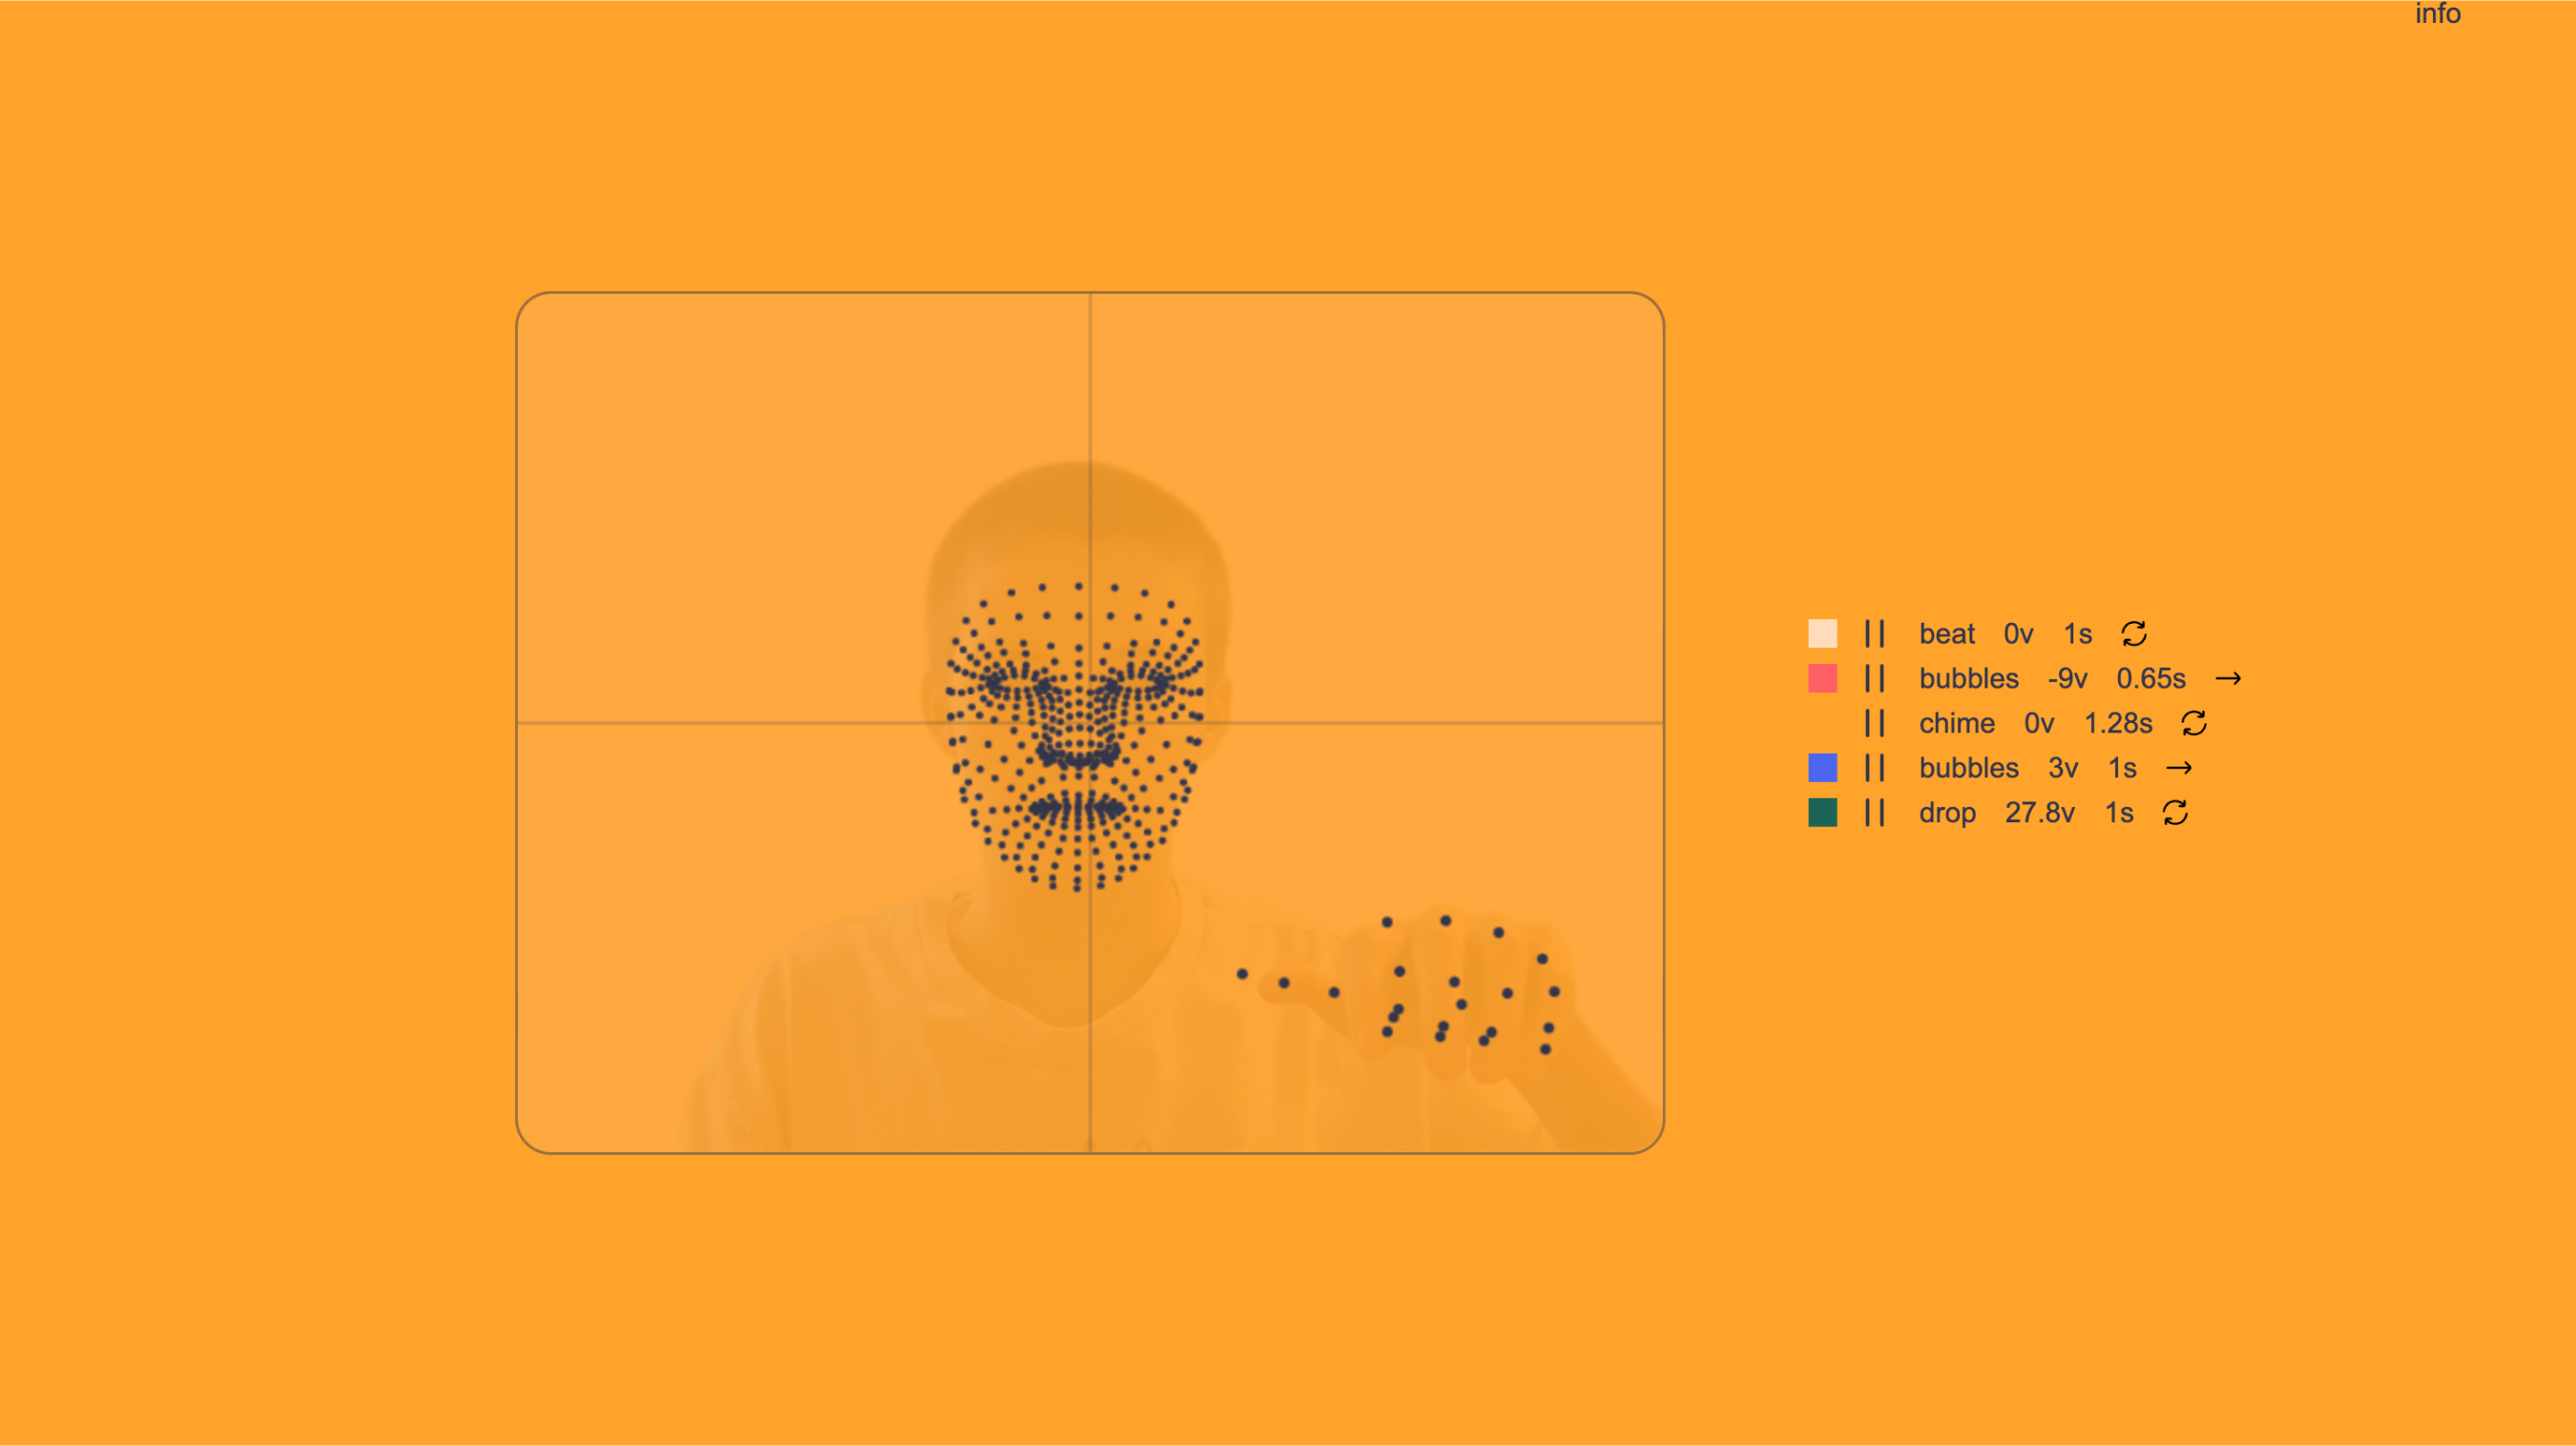 info
beat 0v 1s
bubbles -9v 0.65s →
chime 0v 1.28s
bubbles 3v 1s →
drop 27.8v 1s